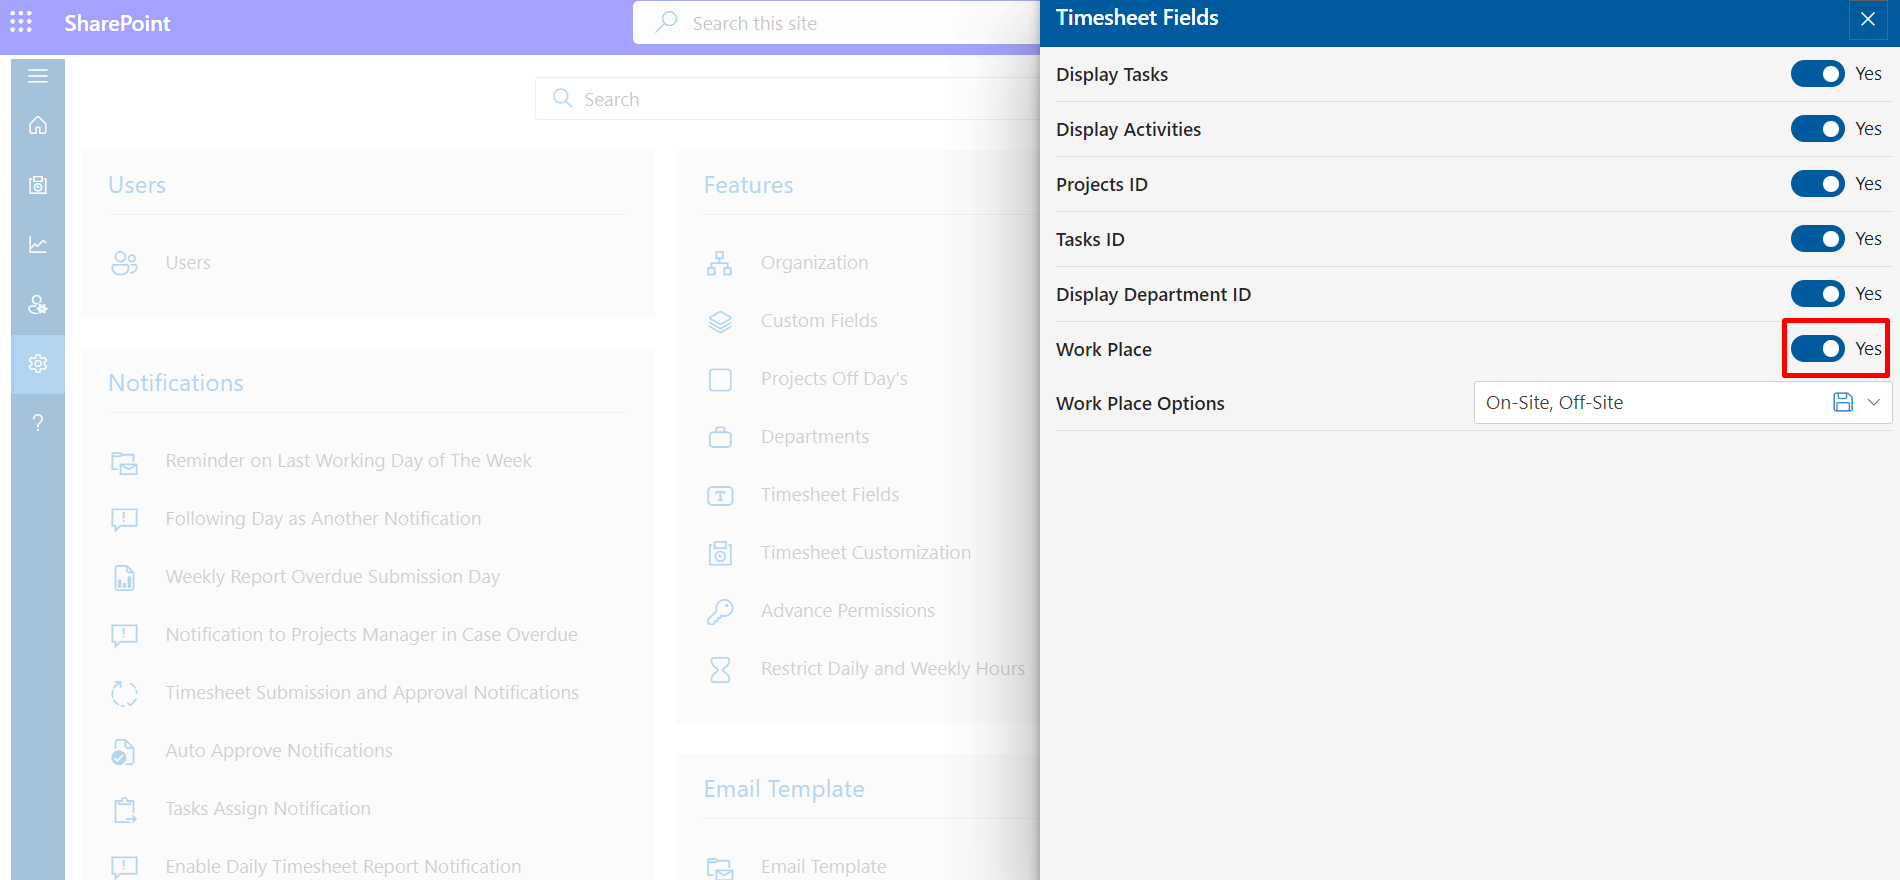 SharePoint
Search this site
Search
Users
Users
Notifications
Reminder on Last Working Day of The Week
Following Day as Another Notification
Weekly Report Overdue Submission Day
Notification to Projects Manager in Case Overdue
Timesheet Submission and Approval Notifications
Auto Approve Notifications
Tasks Assign Notification
Enable Daily Timesheet Report Notification
Features
Organization
Custom Fields
Projects Off Day's
Departments
Timesheet Fields
Timesheet Customization
Advance Permissions
Restrict Daily and Weekly Hours
Email Template
Email Template
Timesheet Fields
Display Tasks Yes
Display Activities Yes
Projects ID Yes
Tasks ID Yes
Display Department ID Yes
Work Place Yes
Work Place Options On-Site, Off-Site